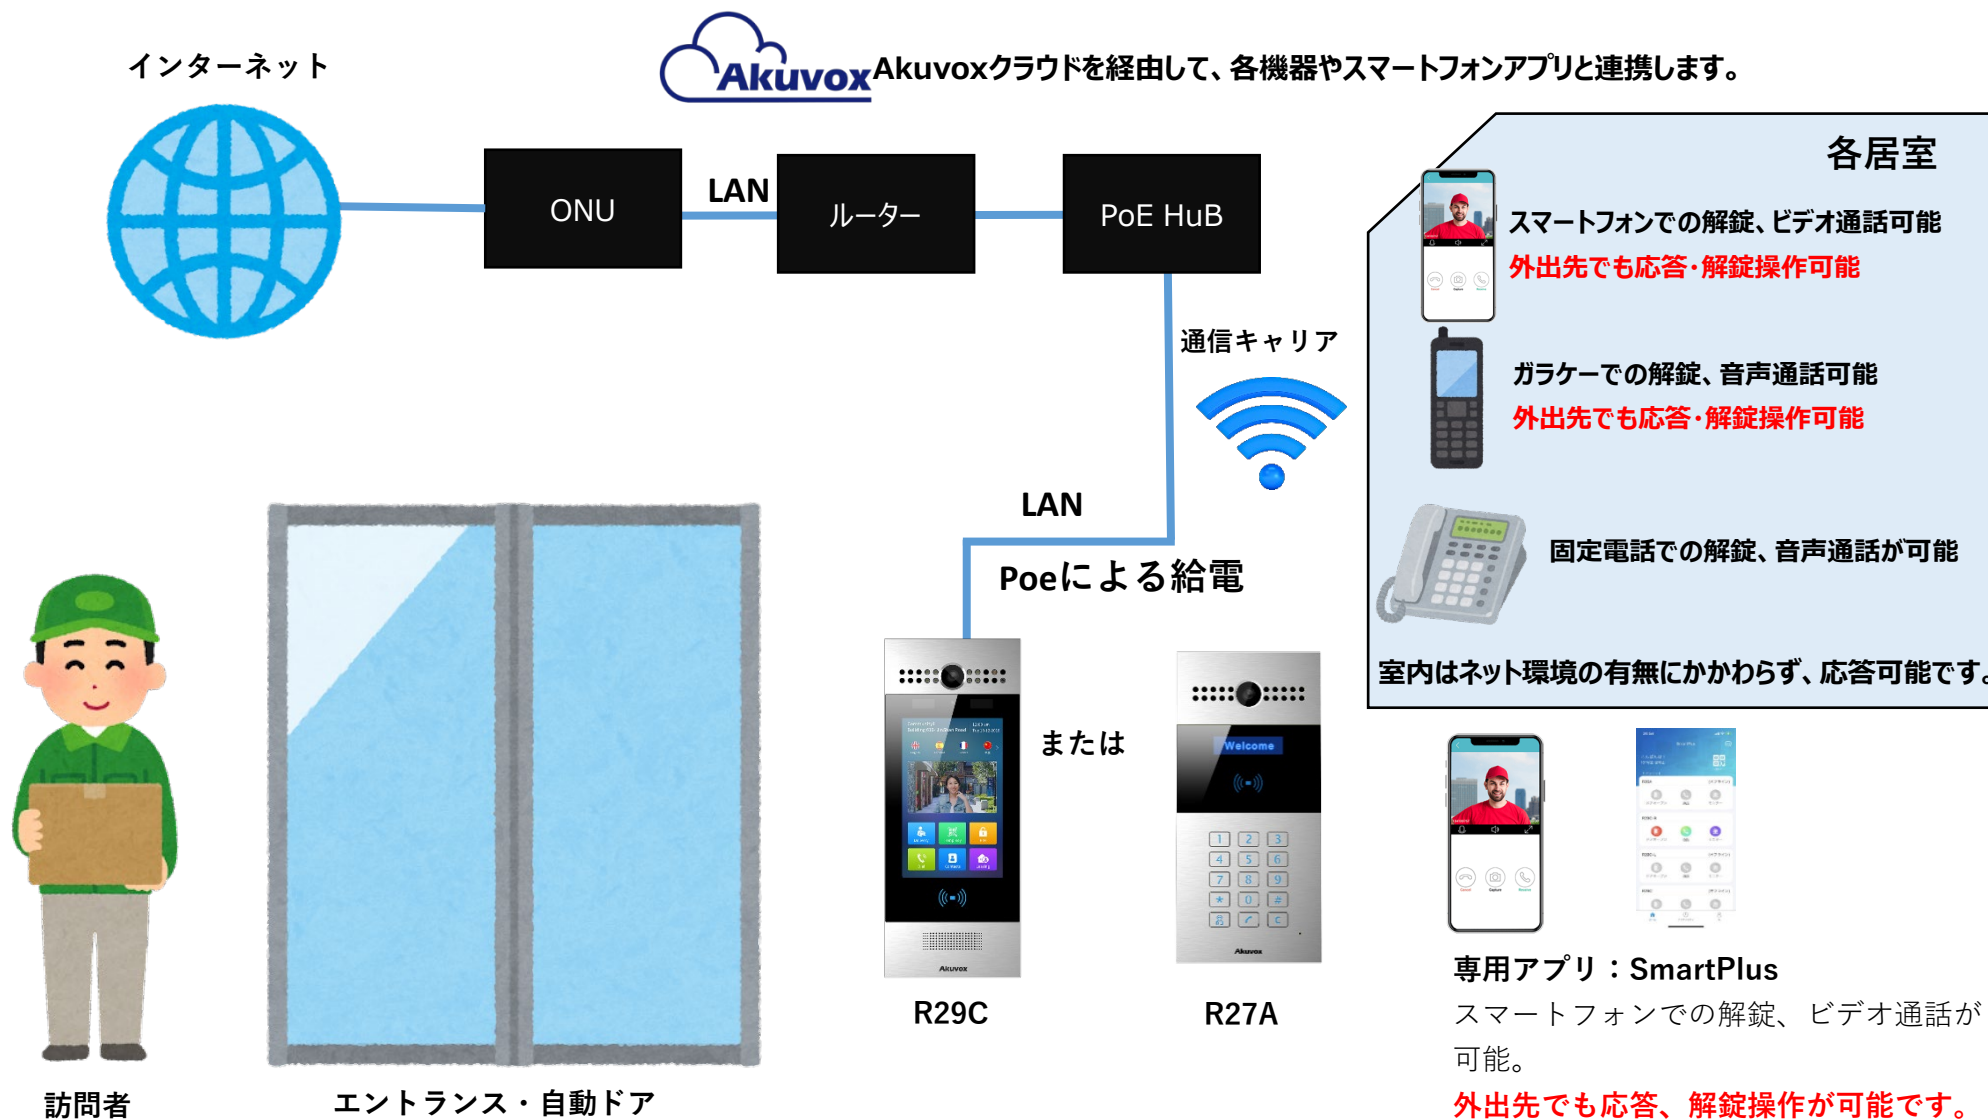 インターネット
Akuvox
Akuvoxクラウドを経由して、各機器やスマートフォンアプリと連携します。
ONU
LAN
ルーター
PoE HuB
各居室
スマートフォンでの解錠、ビデオ通話可能
外出先でも応答・解錠操作可能
通信キャリア
ガラケーでの解錠、音声通話可能
外出先でも応答・解錠操作可能
LAN
Poeによる給電
固定電話での解錠、音声通話が可能
室内はネット環境の有無にかかわらず、応答可能です。
または
Welcome
1 2 3
4 5 6
7 8 9
* 0 #
C
Akuvox
Akuvox
R29C
R27A
専用アプリ：SmartPlus
スマートフォンでの解錠、ビデオ通話が
可能。
外出先でも応答、解錠操作が可能です。
訪問者
エントランス・自動ドア